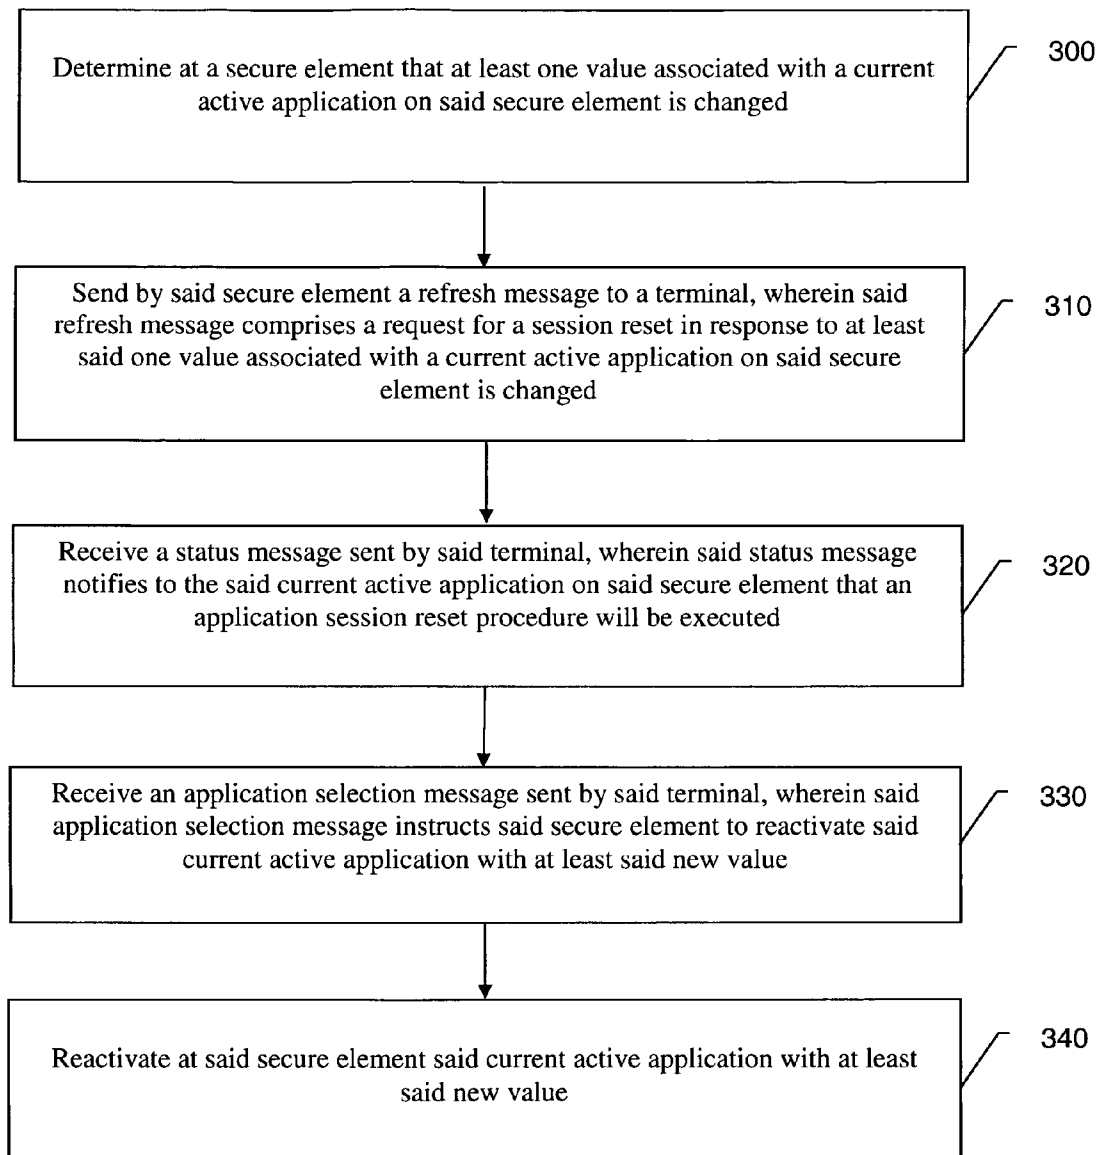 Determine at a secure element that at least one value associated with a current
active application on said secure element is changed
300
Send by said secure element a refresh message to a terminal, wherein said
refresh message comprises a request for a session reset in response to at least
said one value associated with a current active application on said secure
element is changed
310
Receive a status message sent by said terminal, wherein said status message
notifies to the said current active application on said secure element that an
application session reset procedure will be executed
320
Receive an application selection message sent by said terminal, wherein said
application selection message instructs said secure element to reactivate said
current active application with at least said new value
330
Reactivate at said secure element said current active application with at least
said new value
340